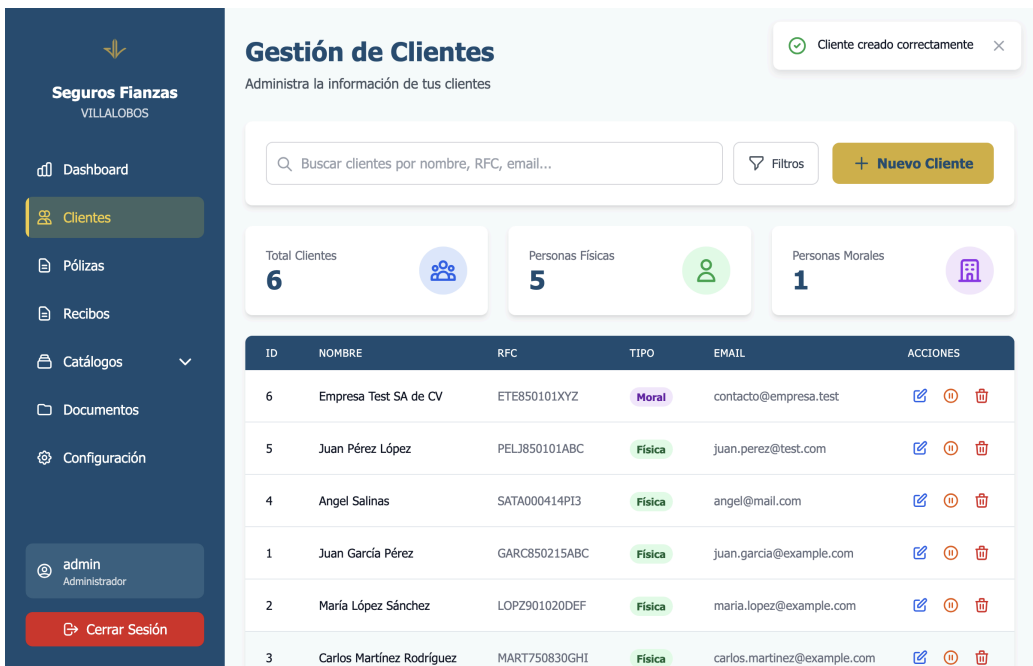 Seguros Fianzas
VILLALOBOS
Dashboard
Clientes
Pólizas
Recibos
Catálogos
Documentos
Configuración
admin
Administrador
Cerrar Sesión
Gestión de Clientes
Administra la información de tus clientes
Cliente creado correctamente
Buscar clientes por nombre, RFC, email...
Filtros
Nuevo Cliente
Total Clientes
6
Personas Físicas
5
Personas Morales
1
ID NOMBRE RFC TIPO EMAIL ACCIONES
6 Empresa Test SA de CV ETE850101XYZ Moral contacto@empresa.test
5 Juan Pérez López PELJ850101ABC Física juan.perez@test.com
4 Angel Salinas SATA000414PI3 Física angel@mail.com
1 Juan García Pérez GARC850215ABC Física juan.garcia@example.com
2 María López Sánchez LOPZ901020DEF Física maria.lopez@example.com
3 Carlos Martínez Rodríguez MART750830GHI Física carlos.martinez@example.com